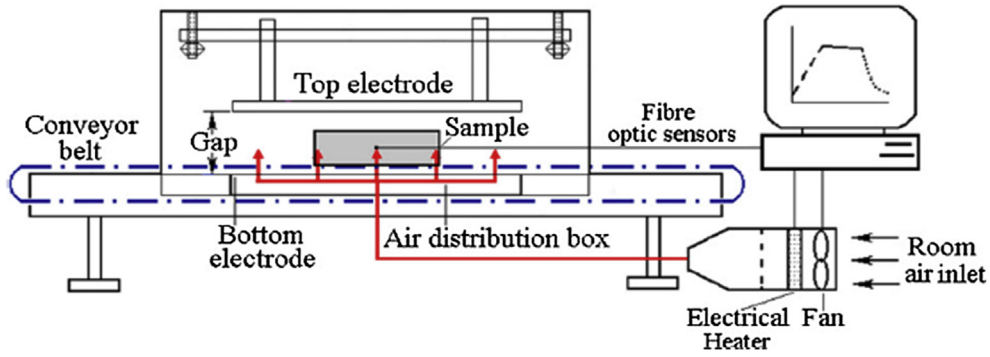 Top electrode
Conveyor
belt
Gap
Sample
Fibre
optic sensors
Bottom
electrode
Air distribution box
Room
air inlet
Electrical
Heater
Fan